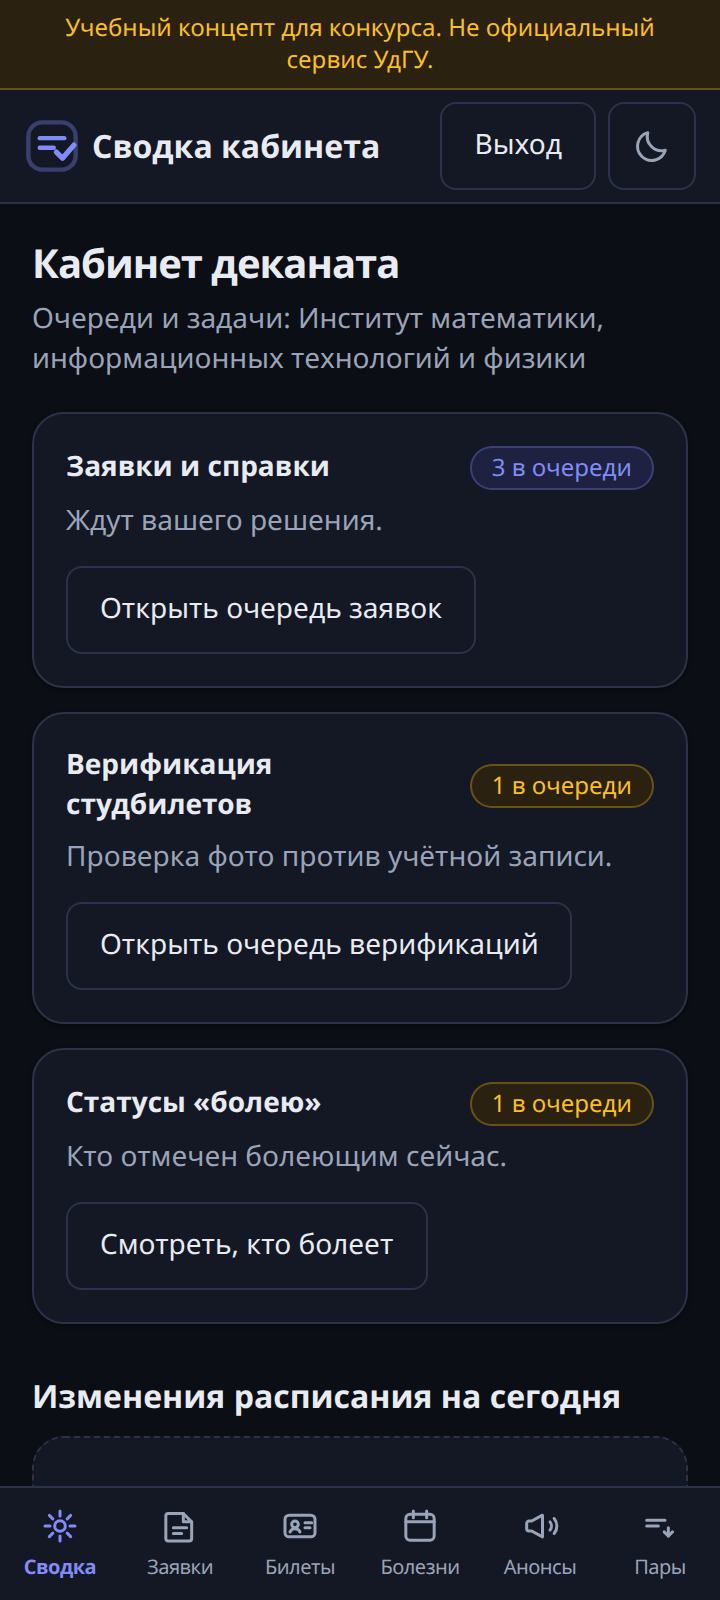 Учебный концепт для конкурса. Не официальный
сервис УдГУ.
Сводка кабинета
Выход
Кабинет деканата
Очереди и задачи: Институт математики,
информационных технологий и физики
Заявки и справки
3 в очереди
Ждут вашего решения.
Открыть очередь заявок
Верификация
студбилетов
1 в очереди
Проверка фото против учётной записи.
Открыть очередь верификаций
Статусы «болею»
1 в очереди
Кто отмечен болеющим сейчас.
Смотреть, кто болеет
Изменения расписания на сегодня
Сводка
Заявки
Билеты
Болезни
Анонсы
Пары